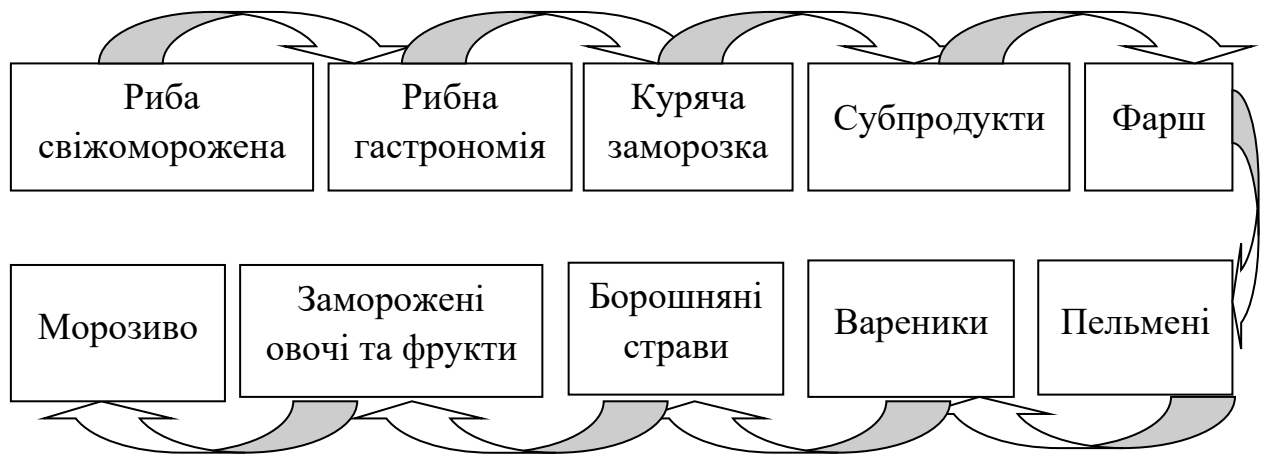 Риба
свіжоморожена
Рибна
гастрономія
Куряча
заморозка
Субпродукти
Фарш
Морозиво
Заморожені
овочі та фрукти
Борошняні
страви
Вареники
Пельмені